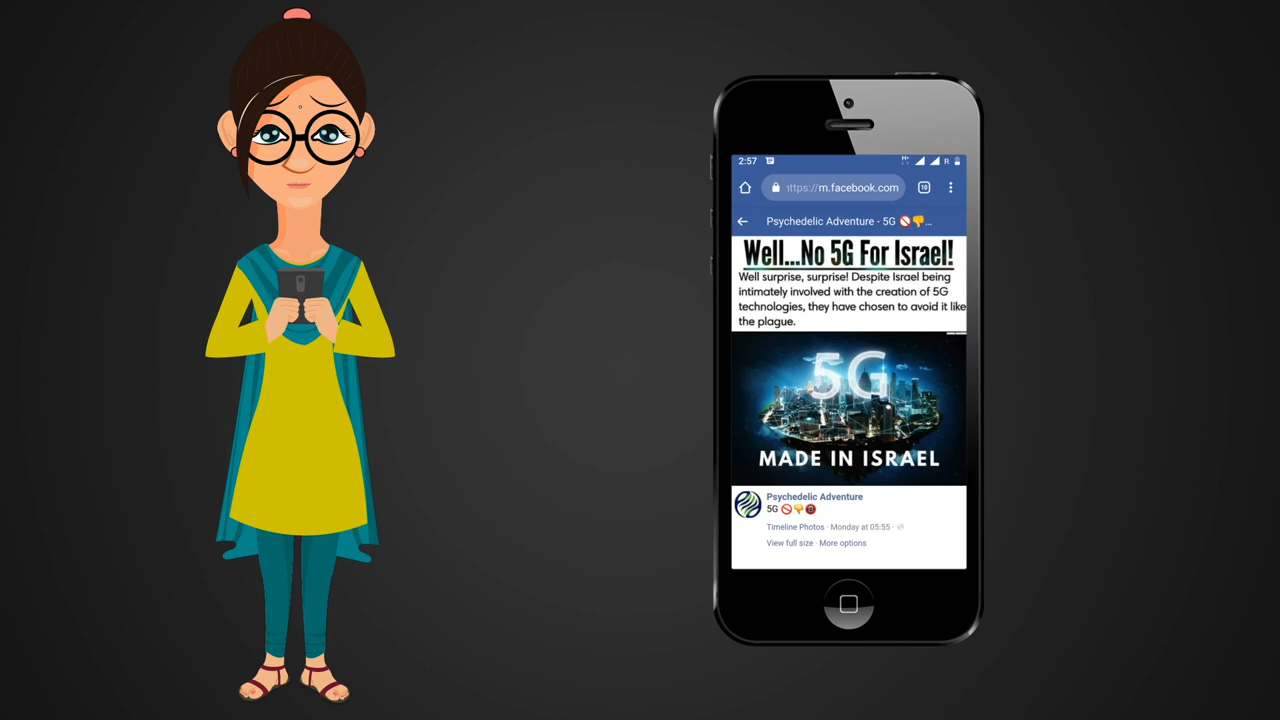 2:57 H+ R
ttps://m.facebook.com 19
Psychedelic Adventure - 5G 🚫👎...
Well...No 5G For Israel!
Well surprise, surprise! Despite Israel being
intimately involved with the creation of 5G
technologies, they have chosen to avoid it like
the plague.
5G
MADE IN ISRAEL
Psychedelic Adventure
5G 🚫👎📵
Timeline Photos · Monday at 05:55 ·
View full size · More options